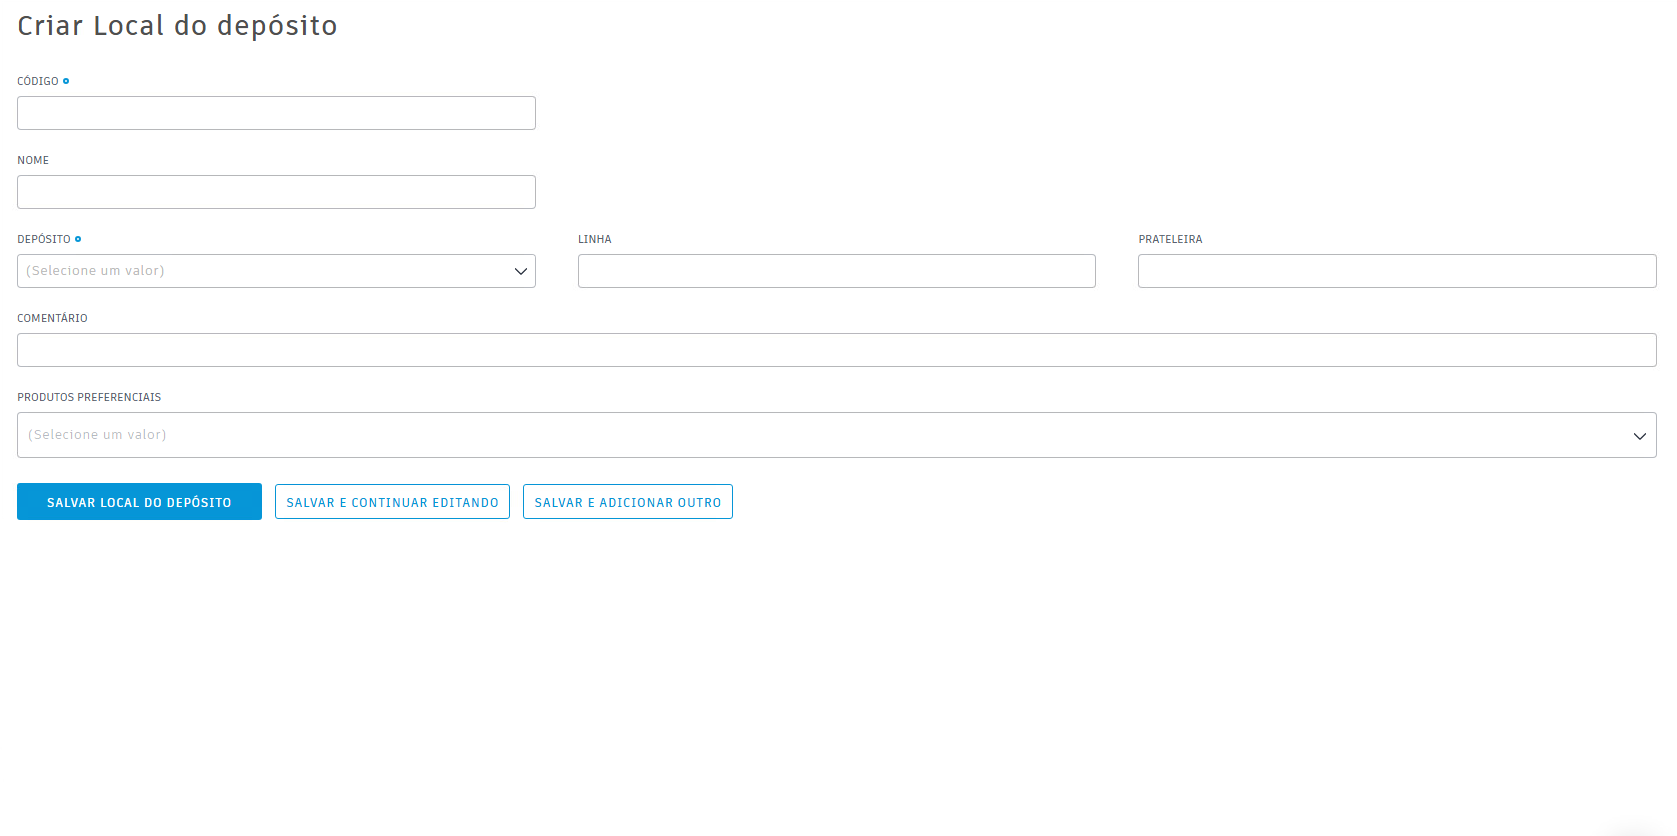 Criar Local do depósito
CÓDIGO
NOME
DEPÓSITO LINHA PRATELEIRA
(Selecione um valor)
COMENTÁRIO
PRODUTOS PREFERENCIAIS
(Selecione um valor)
SALVAR LOCAL DO DEPÓSITO SALVAR E CONTINUAR EDITANDO SALVAR E ADICIONAR OUTRO